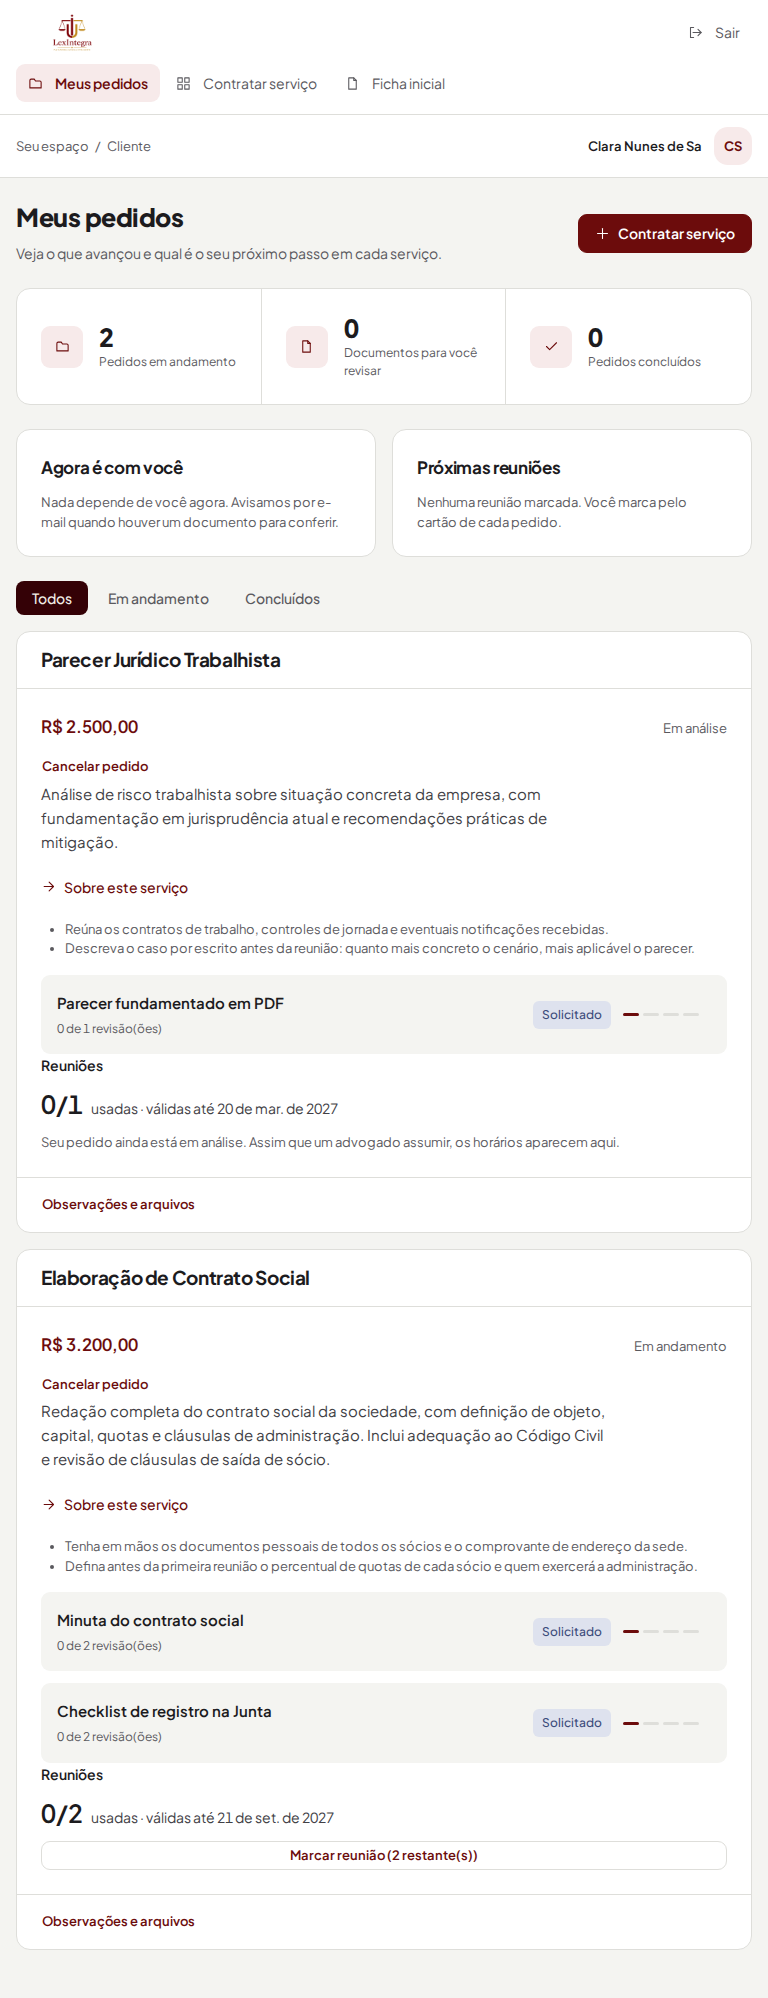 LexIntegra
Sair
Meus pedidos
Contratar serviço
Ficha inicial
Seu espaço / Cliente
Clara Nunes de Sa
CS
Meus pedidos
Veja o que avançou e qual é o seu próximo passo em cada serviço.
Contratar serviço
2
Pedidos em andamento
0
Documentos para você
revisar
0
Pedidos concluídos
Agora é com você
Nada depende de você agora. Avisamos por e-
mail quando houver um documento para conferir.
Próximas reuniões
Nenhuma reunião marcada. Você marca pelo
cartão de cada pedido.
Todos
Em andamento
Concluídos
Parecer Jurídico Trabalhista
R$ 2.500,00
Em análise
Cancelar pedido
Análise de risco trabalhista sobre situação concreta da empresa, com
fundamentação em jurisprudência atual e recomendações práticas de
mitigação.
Sobre este serviço
• Reúna os contratos de trabalho, controles de jornada e eventuais notificações recebidas.
• Descreva o caso por escrito antes da reunião: quanto mais concreto o cenário, mais aplicável o parecer.
Parecer fundamentado em PDF
0 de 1 revisão(ões)
Solicitado
Reuniões
0/1 usadas · válidas até 20 de mar. de 2027
Seu pedido ainda está em análise. Assim que um advogado assumir, os horários aparecem aqui.
Observações e arquivos
Elaboração de Contrato Social
R$ 3.200,00
Em andamento
Cancelar pedido
Redação completa do contrato social da sociedade, com definição de objeto,
capital, quotas e cláusulas de administração. Inclui adequação ao Código Civil
e revisão de cláusulas de saída de sócio.
Sobre este serviço
• Tenha em mãos os documentos pessoais de todos os sócios e o comprovante de endereço da sede.
• Defina antes da primeira reunião o percentual de quotas de cada sócio e quem exercerá a administração.
Minuta do contrato social
0 de 2 revisão(ões)
Solicitado
Checklist de registro na Junta
0 de 2 revisão(ões)
Solicitado
Reuniões
0/2 usadas · válidas até 21 de set. de 2027
Marcar reunião (2 restante(s))
Observações e arquivos